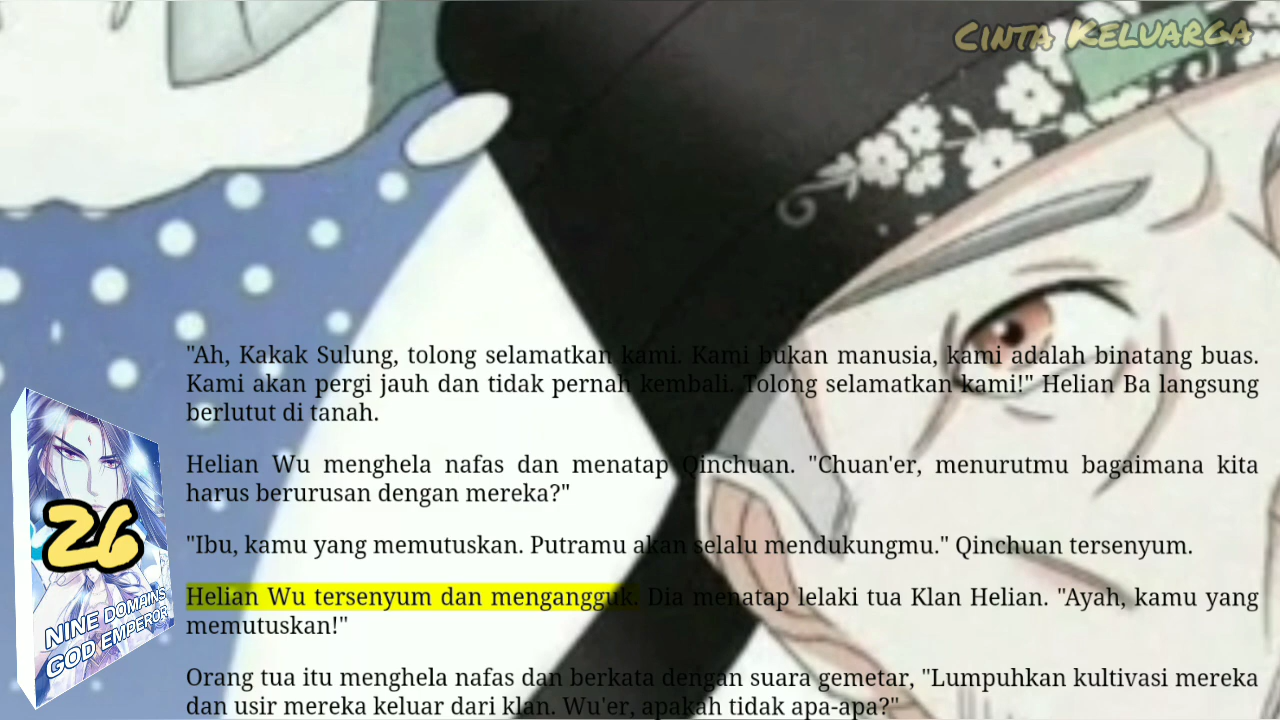 Cinta Keluarga
"Ah, Kakak Sulung, tolong selamatkan kami. Kami bukan manusia, kami adalah binatang buas.
Kami akan pergi jauh dan tidak pernah kembali. Tolong selamatkan kami!" Helian Ba langsung
berlutut di tanah.
Helian Wu menghela nafas dan menatap Qinchuan. "Chuan'er, menurutmu bagaimana kita
harus berurusan dengan mereka?"
"Ibu, kamu yang memutuskan. Putramu akan selalu mendukungmu." Qinchuan tersenyum.
Helian Wu tersenyum dan mengangguk. Dia menatap lelaki tua Klan Helian. "Ayah, kamu yang
memutuskan!"
Orang tua itu menghela nafas dan berkata dengan suara gemetar, "Lumpuhkan kultivasi mereka
dan usir mereka keluar dari klan. Wu'er, apakah tidak apa-apa?"
26
NINE DOMAINS
GOD EMPEROR